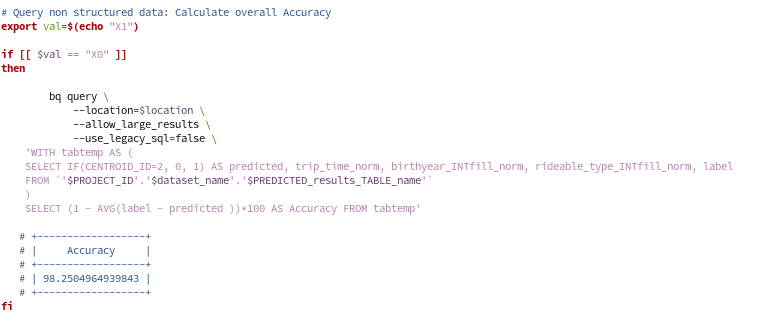 # Query non structured data: Calculate overall Accuracy
export val=$(echo "X1")
if [[ $val == "X0" ]]
then
bq query \
--location=$location \
--allow_large_results \
--use_legacy_sql=false \
'WITH tabtemp AS (
SELECT IF(CENTROID_ID=2, 0, 1) AS predicted, trip_time_norm, birthyear_INTfill_norm, rideable_type_INTfill_norm, label
FROM `'$PROJECT_ID'.'$dataset_name'.'$PREDICTED_results_TABLE_name'`
)
SELECT (1 - AVG(label - predicted ))*100 AS Accuracy FROM tabtemp'
# +------------------+
# |     Accuracy     |
# +------------------+
# | 98.2504964939843 |
# +------------------+
fi